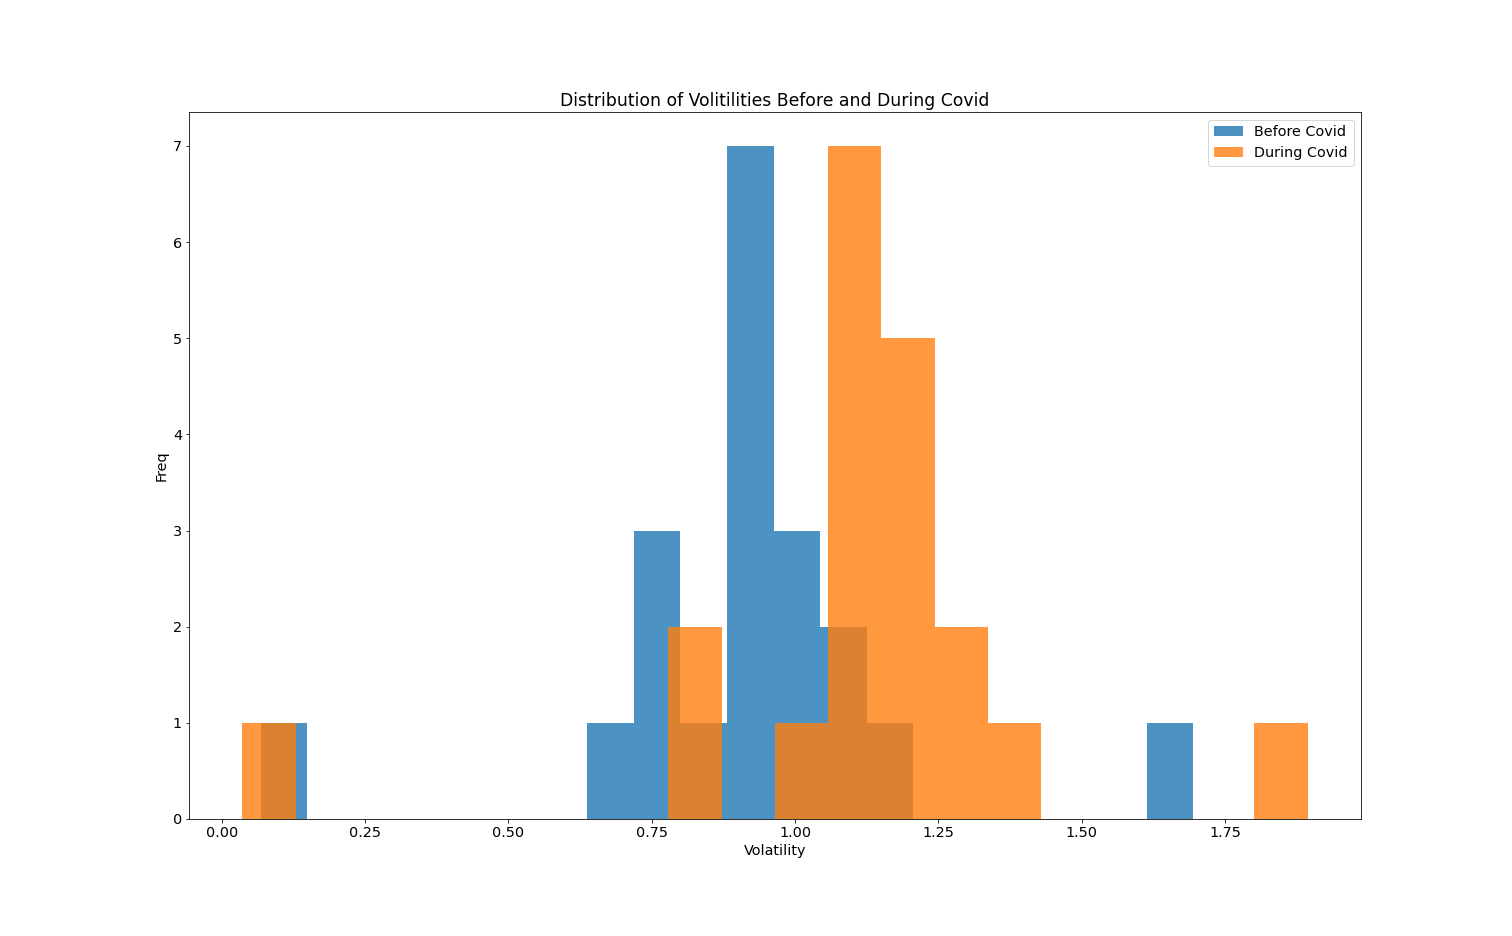 Distribution of Volitilities Before and During Covid
Before Covid
During Covid
7
6
5
4
3
2
1
0
Freq
0.00 0.25 0.50 0.75 1.00 1.25 1.50 1.75
Volatility